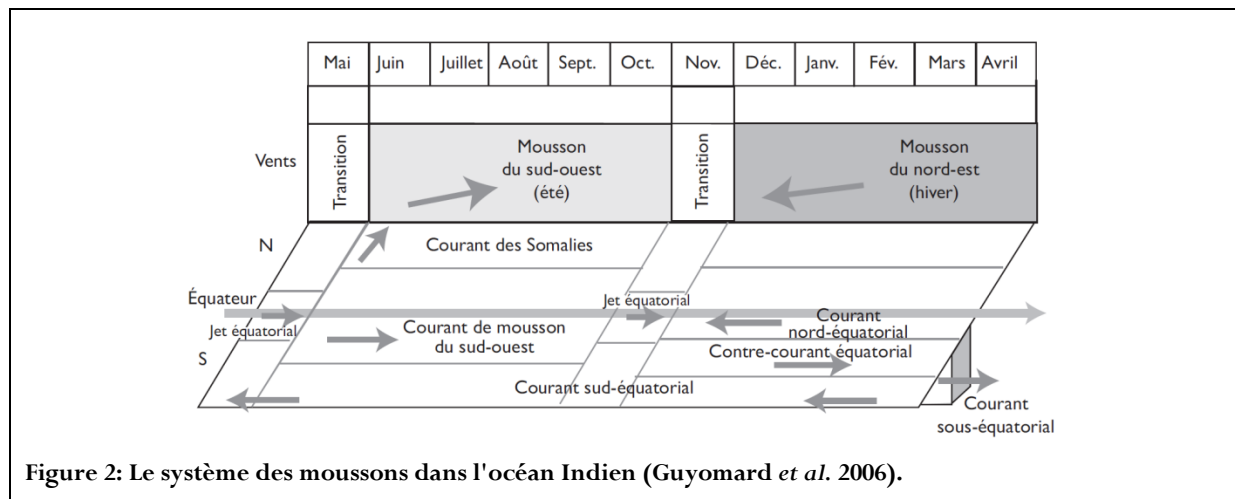 Mai Juin Juillet Août Sept. Oct. Nov. Déc. Janv. Fév. Mars Avril
Vents
Transition
Mousson
du sud-ouest
(été)
Transition
Mousson
du nord-est
(hiver)
N
Courant des Somalies
Équateur
Jet équatorial
Jet équatorial
Courant
nord-équatorial
Courant de mousson
du sud-ouest
Contre-courant équatorial
S
Courant sud-équatorial
Courant
sous-équatorial
Figure 2: Le système des moussons dans l'océan Indien (Guyomard et al. 2006).